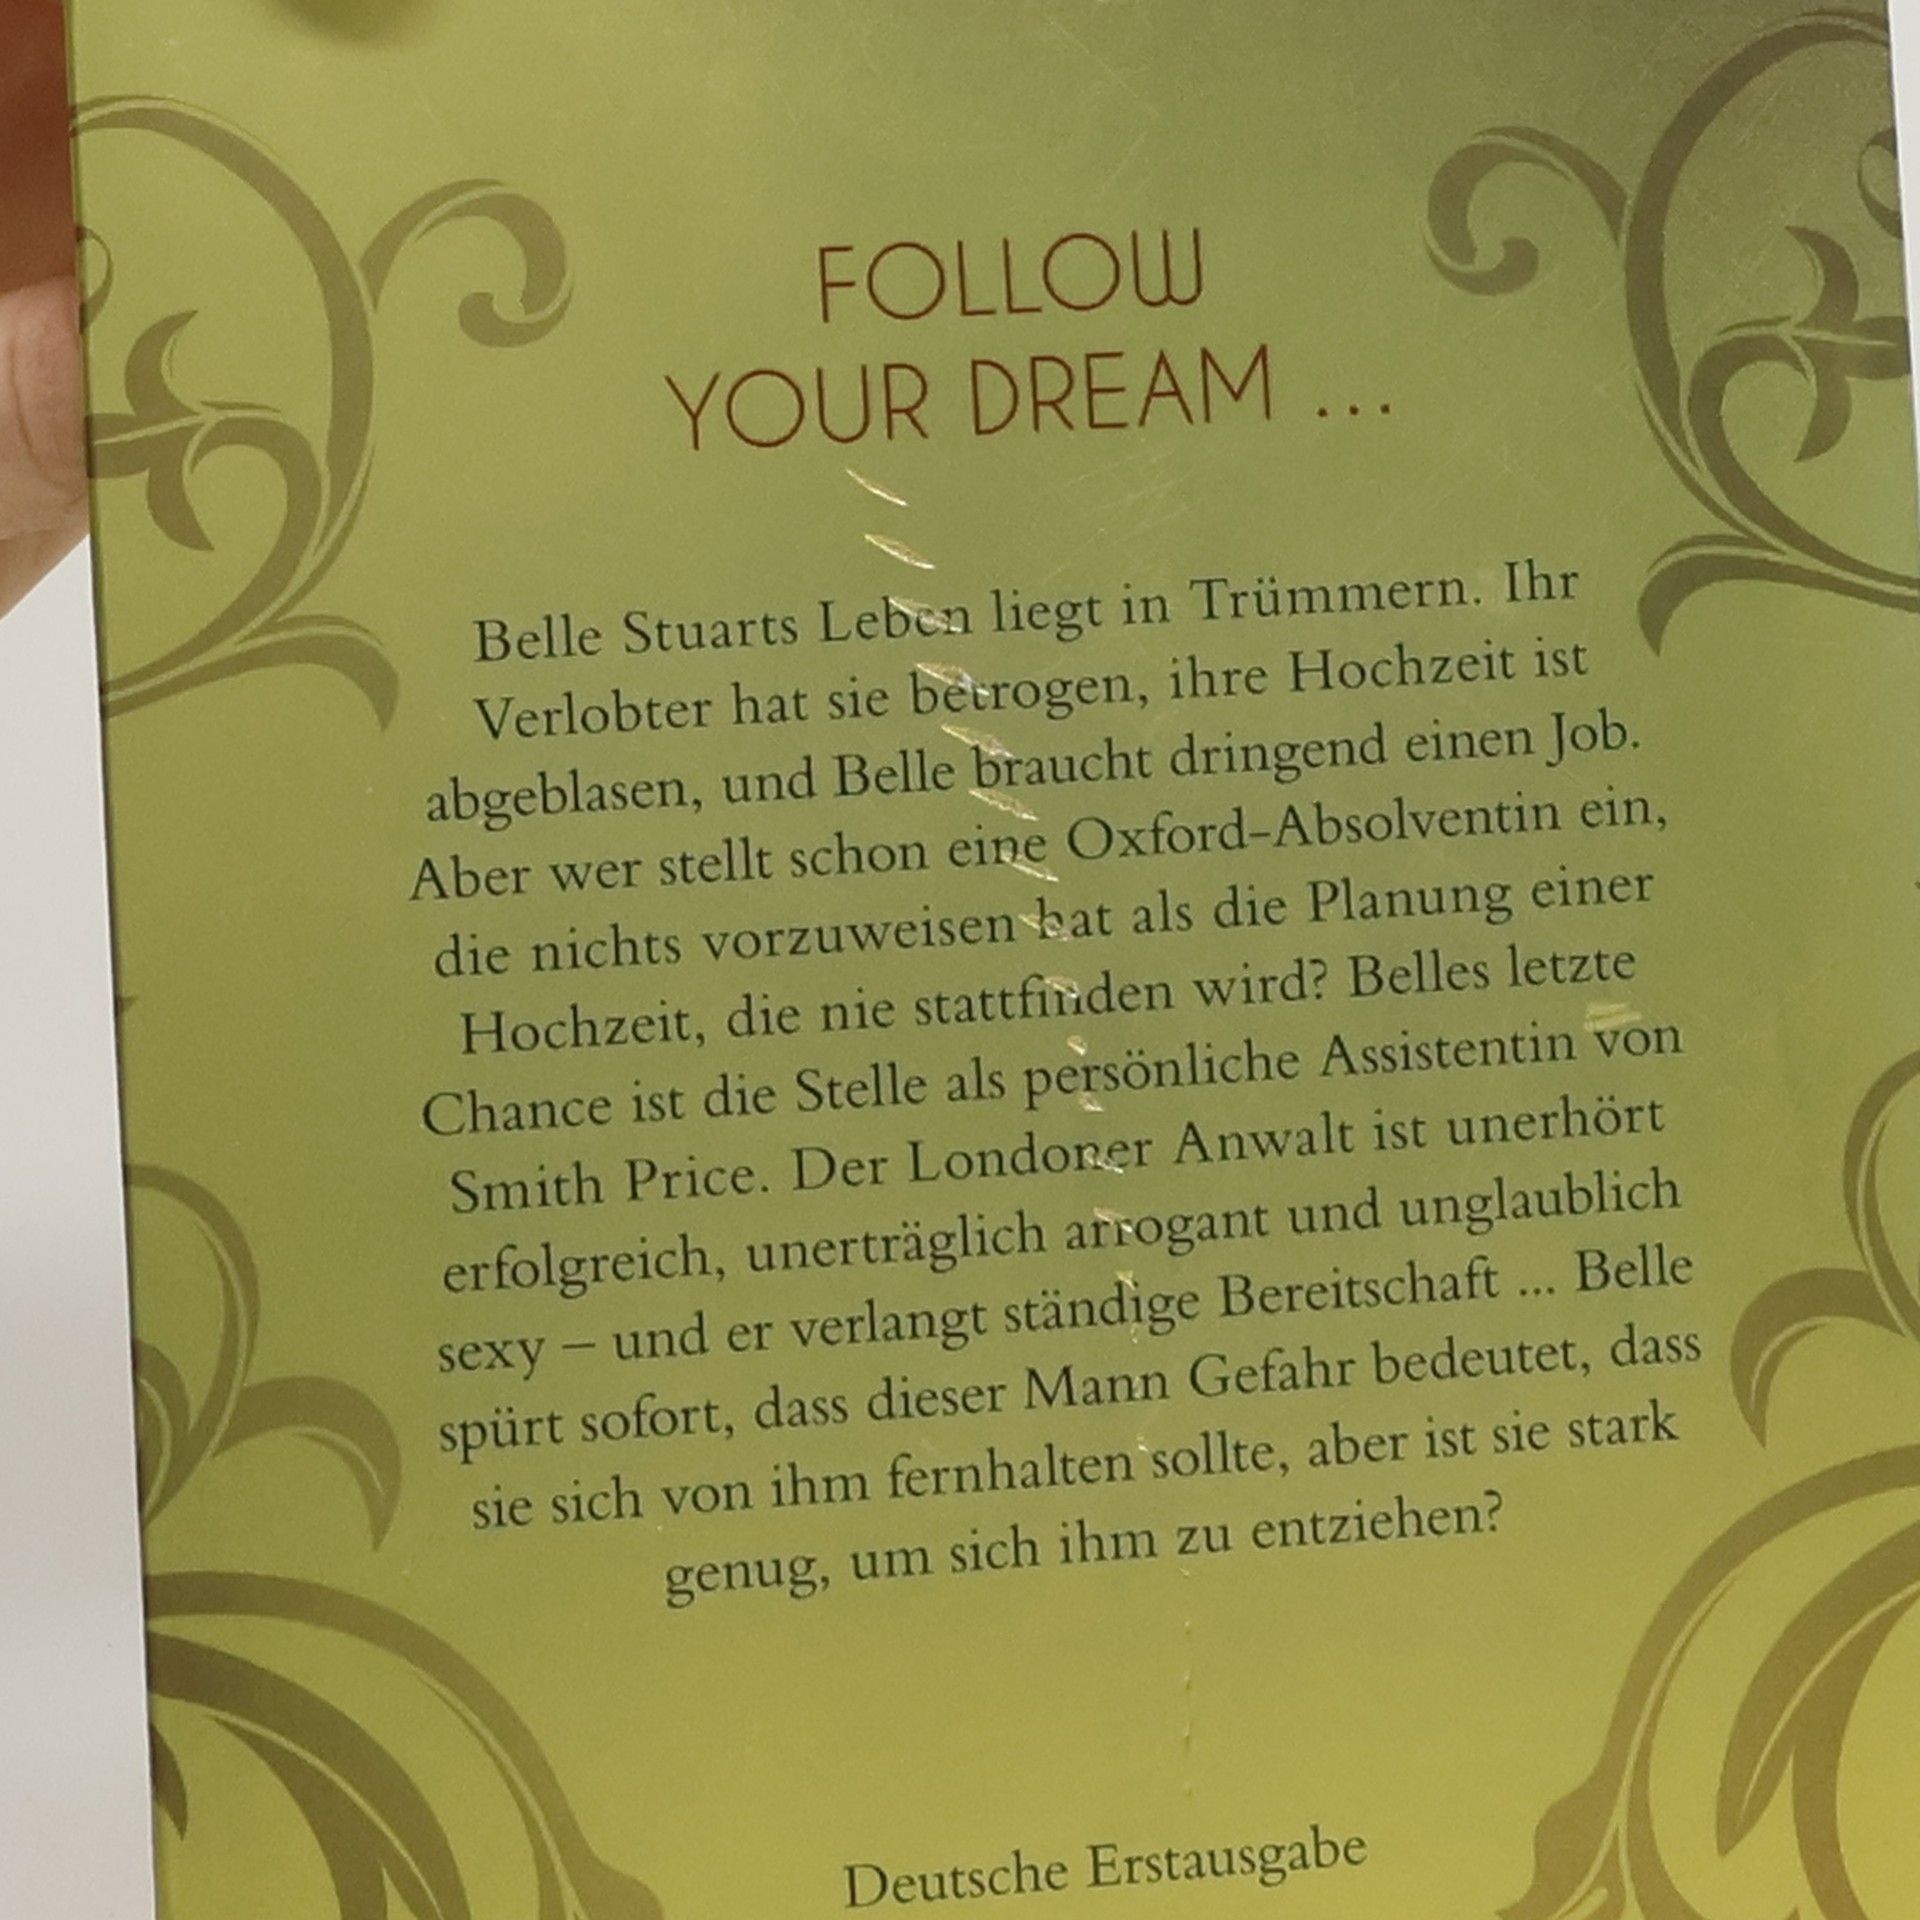 FOLLOW
YOUR DREAM ...
Belle Stuarts Leben liegt in Trümmern. Ihr
Verlobter hat sie betrogen, ihre Hochzeit ist
abgeblasen, und Belle braucht dringend einen Job.
Aber wer stellt schon eine Oxford-Absolventin ein,
die nichts vorzuweisen hat als die Planung einer
Hochzeit, die nie stattfinden wird? Belles letzte
Chance ist die Stelle als persönliche Assistentin von
Smith Price. Der Londoner Anwalt ist unerhört
erfolgreich, unerträglich arrogant und unglaublich
sexy – und er verlangt ständige Bereitschaft ... Belle
spürt sofort, dass dieser Mann Gefahr bedeutet, dass
sie sich von ihm fernhalten sollte, aber ist sie stark
genug, um sich ihm zu entziehen?
Deutsche Erstausgabe